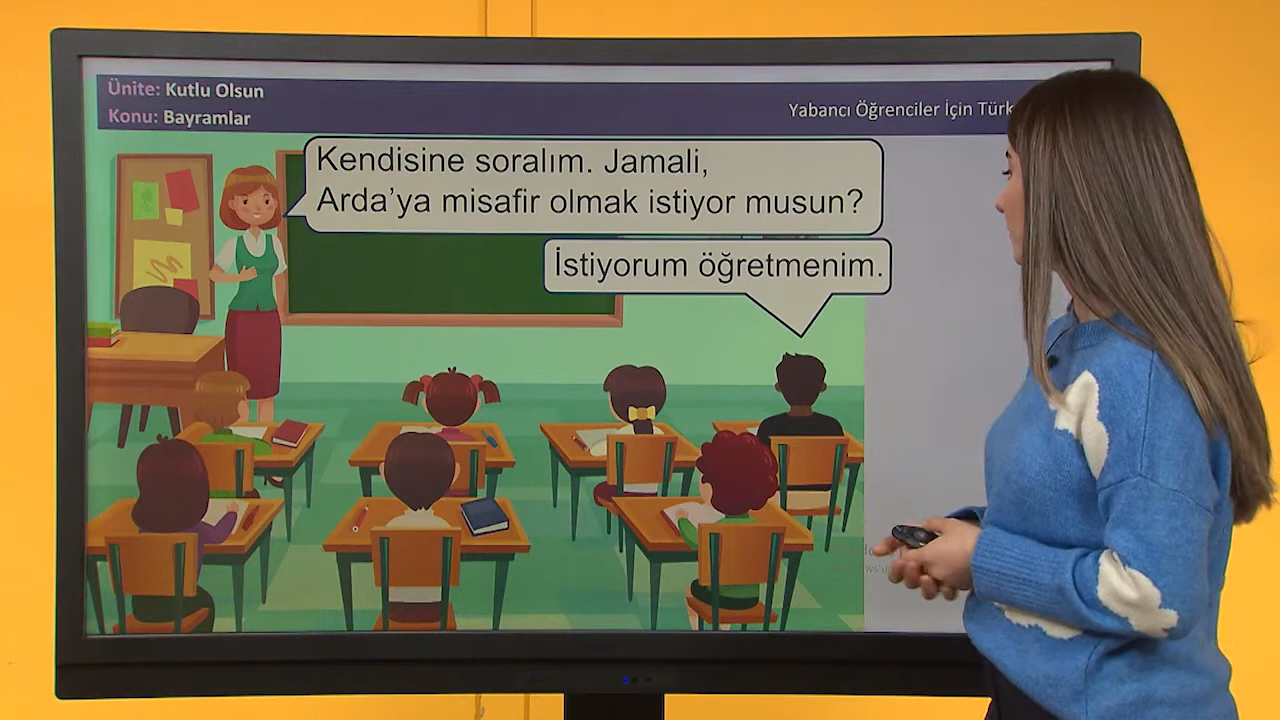 Ünite: Kutlu Olsun
Konu: Bayramlar
Yabancı Öğrenciler İçin
Kendisine soralım. Jamali,
Arda’ya misafir olmak istiyor musun?
İstiyorum öğretmenim.